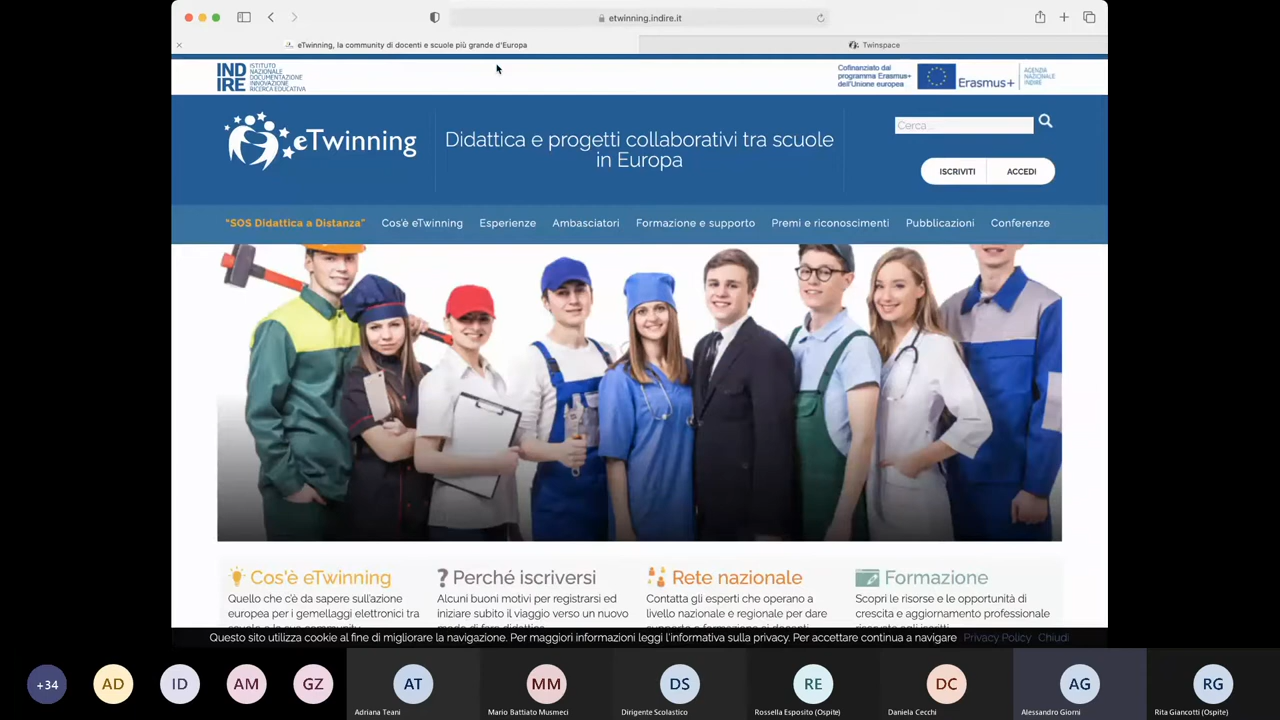 etwinning.indire.it
eTwinning, la community di docenti e scuole più grande d'Europa
Twinspace
INDIRE
ISTITUTO
NAZIONALE
DOCUMENTAZIONE
INNOVAZIONE
RICERCA EDUCATIVA
Cofinanziato dal
programma Erasmus+
dell'Unione europea
Erasmus+
AGENZIA
NAZIONALE
INDIRE
eTwinning
Didattica e progetti collaborativi tra scuole
in Europa
Cerca ...
ISCRIVITI
ACCEDI
"SOS Didattica a Distanza"
Cos'è eTwinning
Esperienze
Ambasciatori
Formazione e supporto
Premi e riconoscimenti
Pubblicazioni
Conferenze
Cos'è eTwinning
Quello che c'è da sapere sull'azione
europea per i gemellaggi elettronici tra
Perché iscriversi
Alcuni buoni motivi per registrarsi ed
iniziare subito il viaggio verso un nuovo
Rete nazionale
Contatta gli esperti che operano a
livello nazionale e regionale per dare
Formazione
Scopri le risorse e le opportunità di
crescita e aggiornamento professionale
Questo sito utilizza cookie al fine di migliorare la navigazione. Per maggiori informazioni leggi l'informativa sulla privacy. Per accettare continua a navigare Privacy Policy Chiudi
+34
AD
ID
AM
GZ
AT
Adriana Teani
MM
Mario Battiato Musmeci
DS
Dirigente Scolastico
RE
Rossella Esposito (Ospite)
DC
Daniela Cecchi
AG
Alessandro Giorni
RG
Rita Giancotti (Ospite)